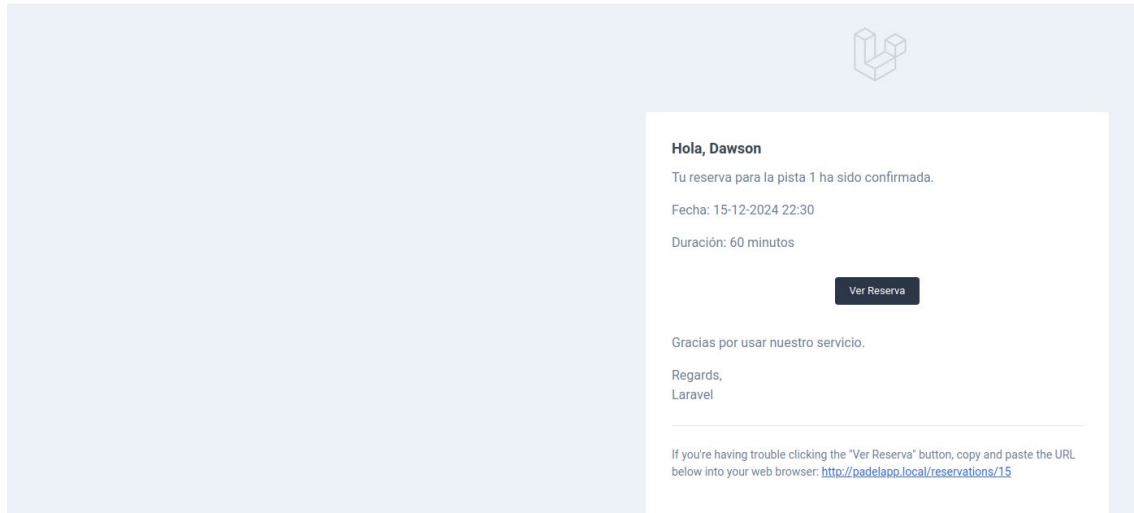 Hola, Dawson
Tu reserva para la pista 1 ha sido confirmada.
Fecha: 15-12-2024 22:30
Duración: 60 minutos
Ver Reserva
Gracias por usar nuestro servicio.
Regards,
Laravel
If you're having trouble clicking the "Ver Reserva" button, copy and paste the URL
below into your web browser: http://padelapp.local/reservations/15